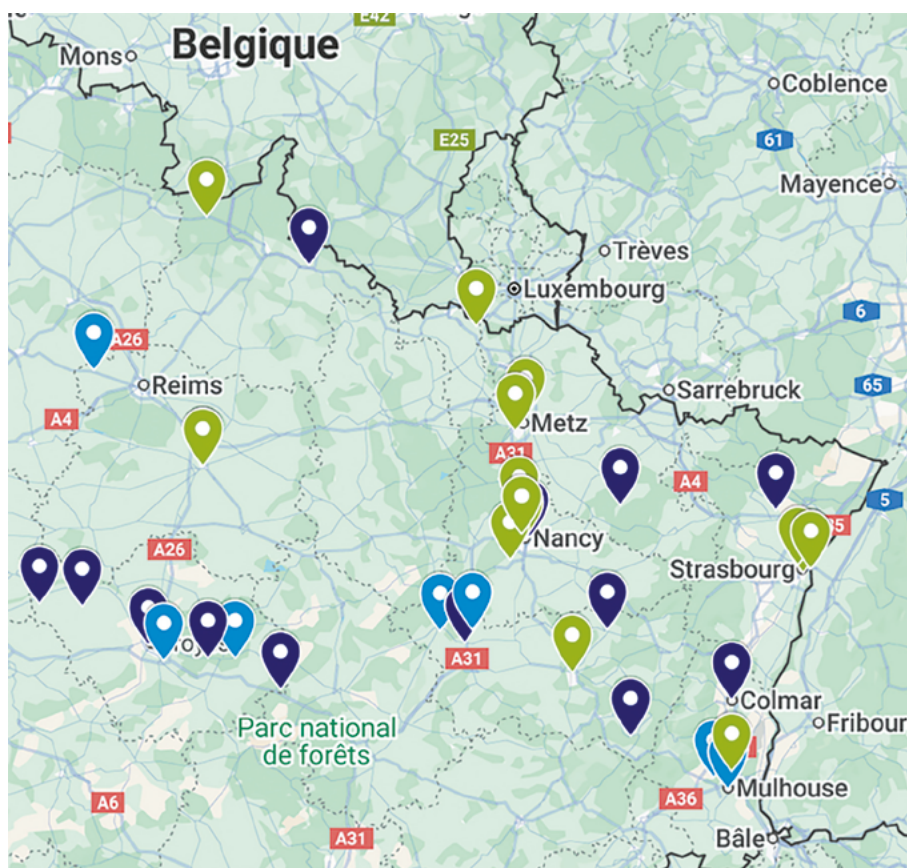 E42
Mons
Belgique
Coblence
E25
61
Mayence
Trèves
Luxembourg
6
A26
Reims
Sarrebruck
65
A4
Metz
A31
A4
5
Nancy
A26
Strasbourg
A31
Colmar
Parc national
de forêts
Fribour
A6
A36
Mulhouse
A31
Bâle